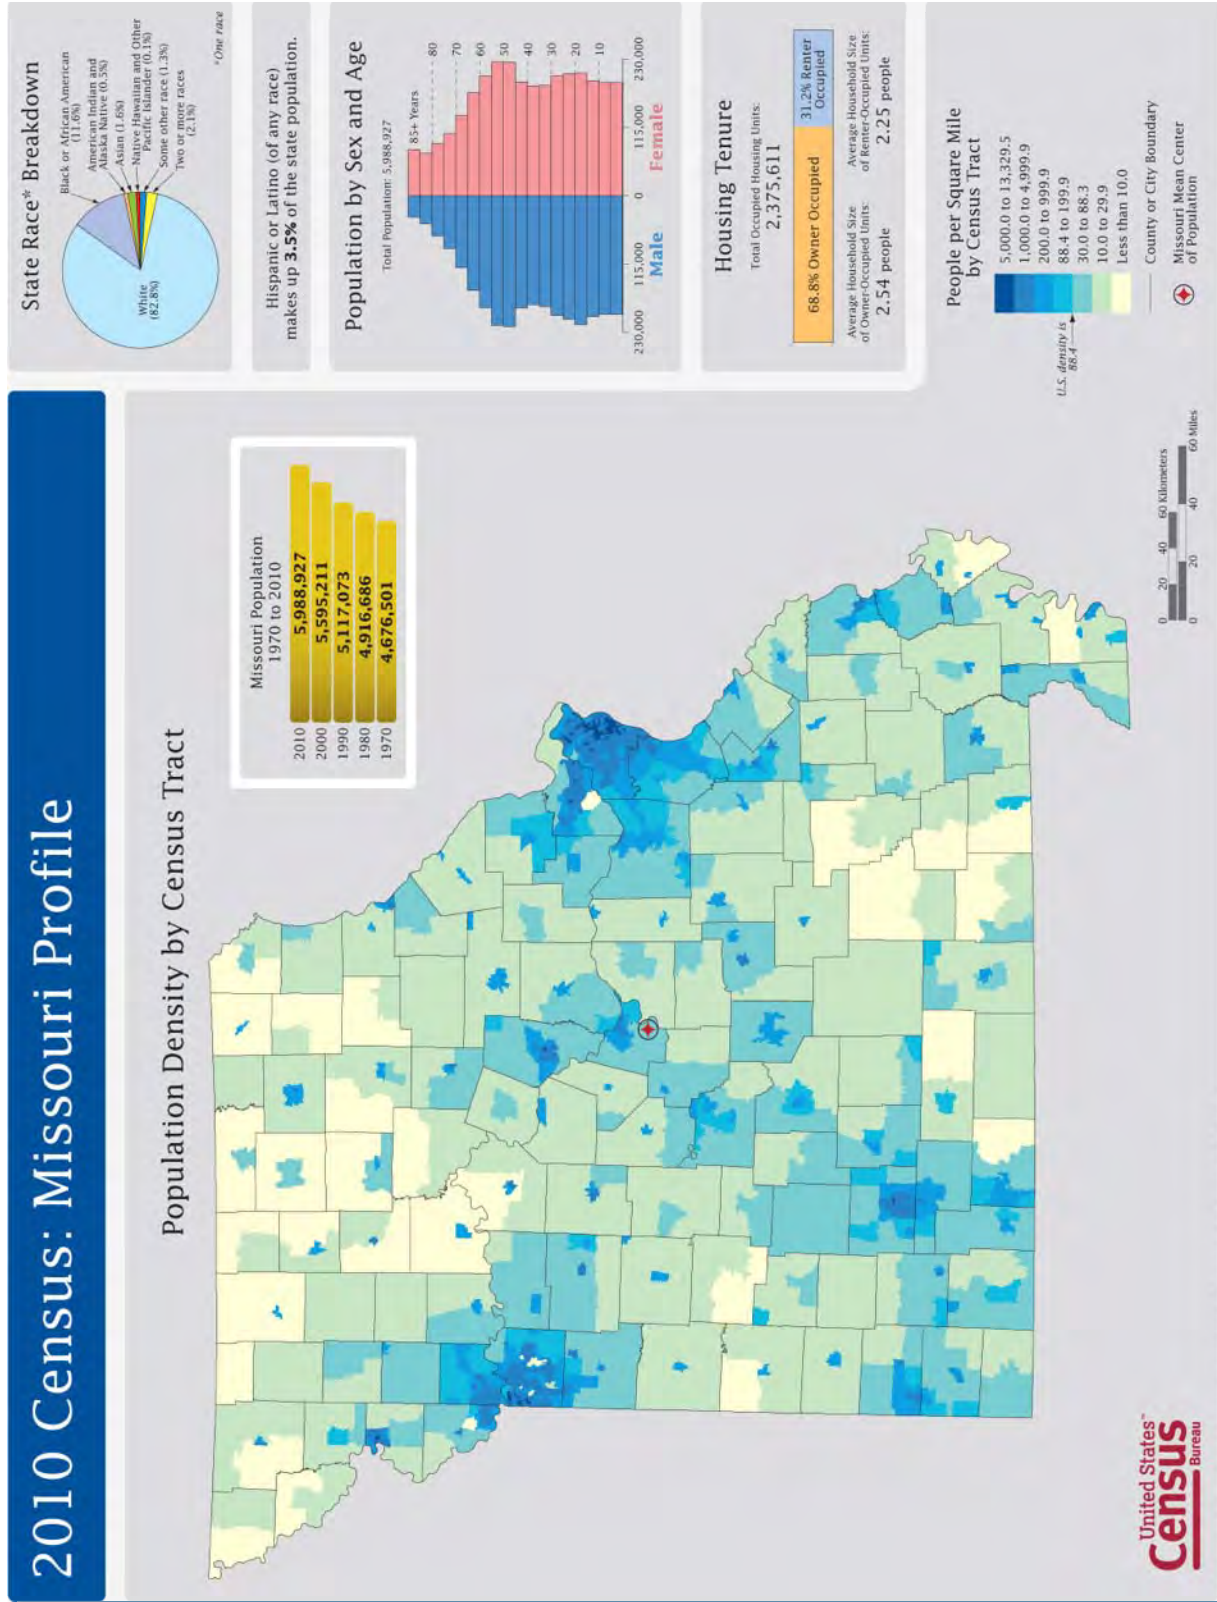 2010 Census: Missouri Profile
Population Density by Census Tract
Missouri Population
1970 to 2010
2010 5,988,927
2000 5,595,211
1990 5,117,073
1980 4,916,686
1970 4,676,501
State Race* Breakdown
Black or African American
(11.6%)
American Indian and
Alaska Native (0.5%)
Asian (1.6%)
Native Hawaiian and Other
Pacific Islander (0.1%)
Some other race (1.3%)
Two or more races
(2.1%)
White
(82.8%)
*One race
Hispanic or Latino (of any race)
makes up 3.5% of the state population.
Population by Sex and Age
Total Population: 5,988,927
85+ Years
80
70
60
50
40
30
20
10
230,000 115,000 0 115,000 230,000
Male Female
Housing Tenure
Total Occupied Housing Units:
2,375,611
68.8% Owner Occupied
31.2% Renter
Occupied
Average Household Size
of Owner-Occupied Units:
2.54 people
Average Household Size
of Renter-Occupied Units:
2.25 people
People per Square Mile
by Census Tract
5,000.0 to 13,329.5
1,000.0 to 4,999.9
200.0 to 999.9
88.4 to 199.9
30.0 to 88.3
10.0 to 29.9
Less than 10.0
U.S. density is
88.4
County or City Boundary
Missouri Mean Center
of Population
0 20 40 60 Kilometers
0 20 40 60 Miles
United States™
Census
Bureau